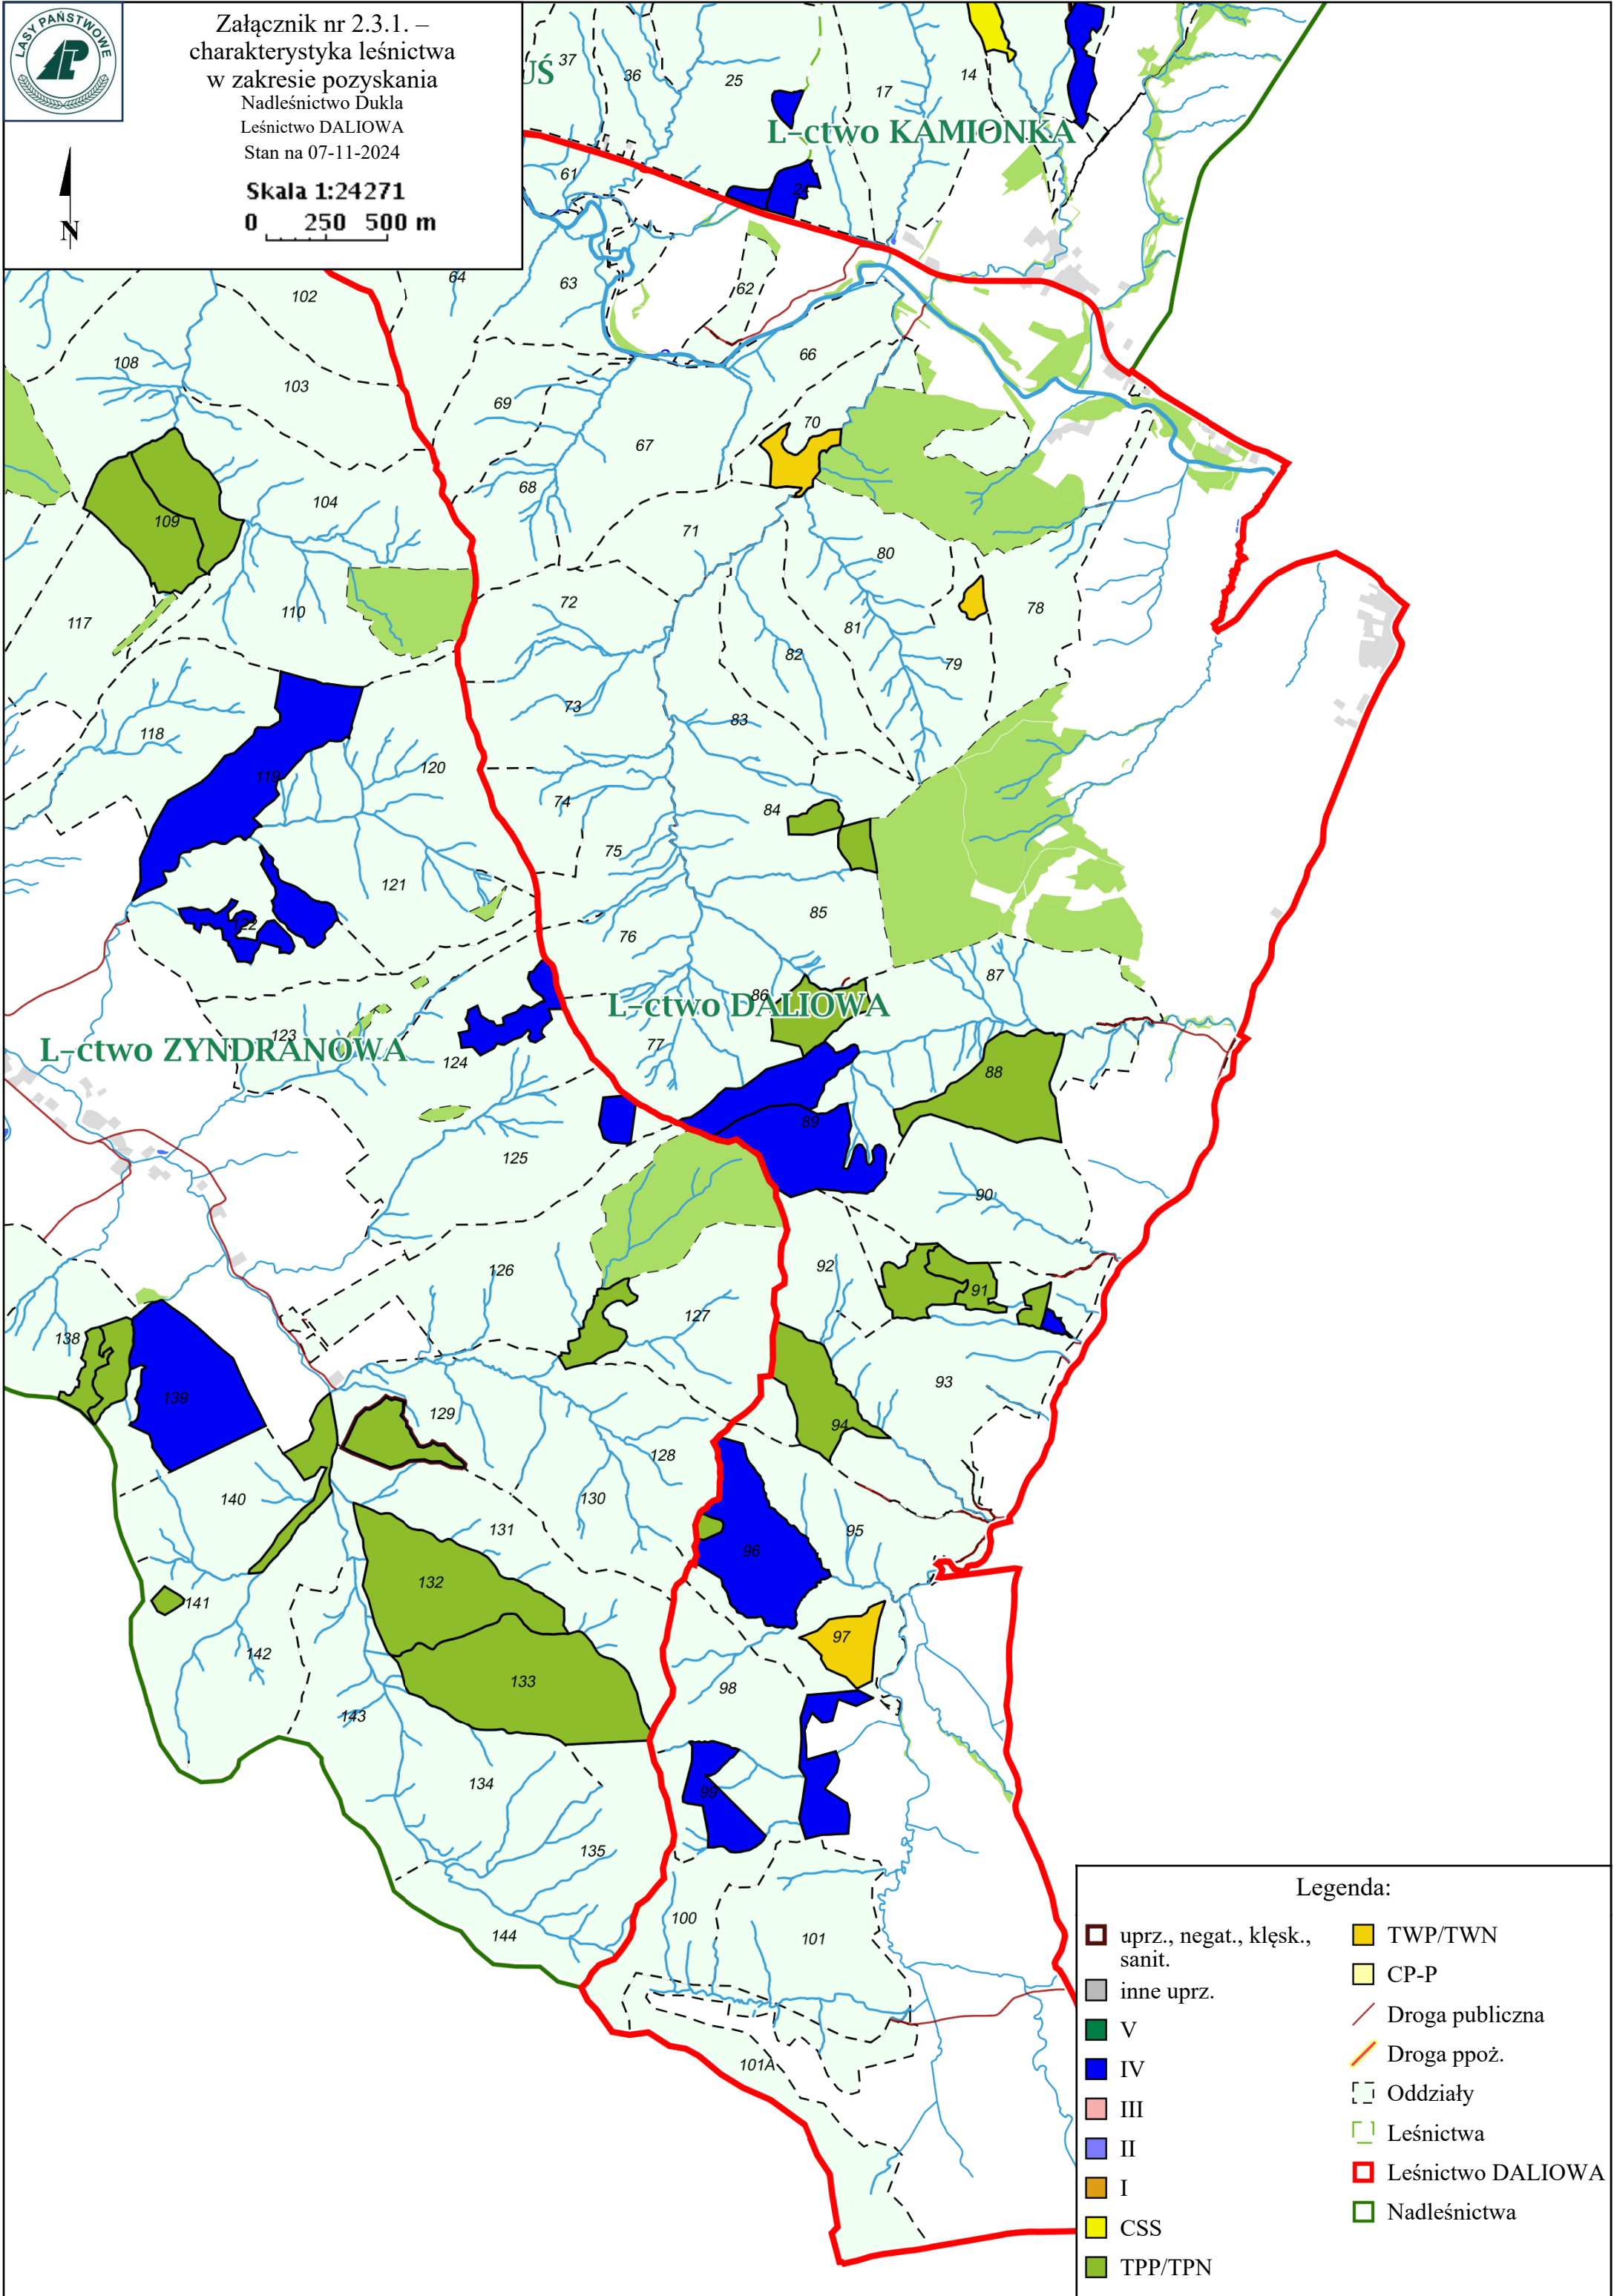 LASY PAŃSTWOWE
Załącznik nr 2.3.1. –
charakterystyka leśnictwa
w zakresie pozyskania
Nadleśnictwo Dukla
Leśnictwo DALIOWA
Stan na 07-11-2024
Skala 1:24271
0 250 500 m
N
UŚ
37
36
25
17
14
L-ctwo KAMIONKA
61
24
64
63
62
102
66
108
103
69
70
67
68
104
109
71
80
72
78
110
117
81
82
79
73
83
118
119
120
74
84
75
121
85
122
76
87
86
L-ctwo DALIOWA
123
L-ctwo ZYNDRANOWA
77
124
88
89
125
90
92
126
91
127
138
93
139
129
94
128
140
130
131
95
96
132
141
97
142
133
98
143
134
99
135
100
101
144
101A
Legenda:
uprz., negat., klęsk.,
sanit.
inne uprz.
V
IV
III
II
I
CSS
TPP/TPN
TWP/TWN
CP-P
Droga publiczna
Droga ppoż.
Oddziały
Leśnictwa
Leśnictwo DALIOWA
Nadleśnictwa